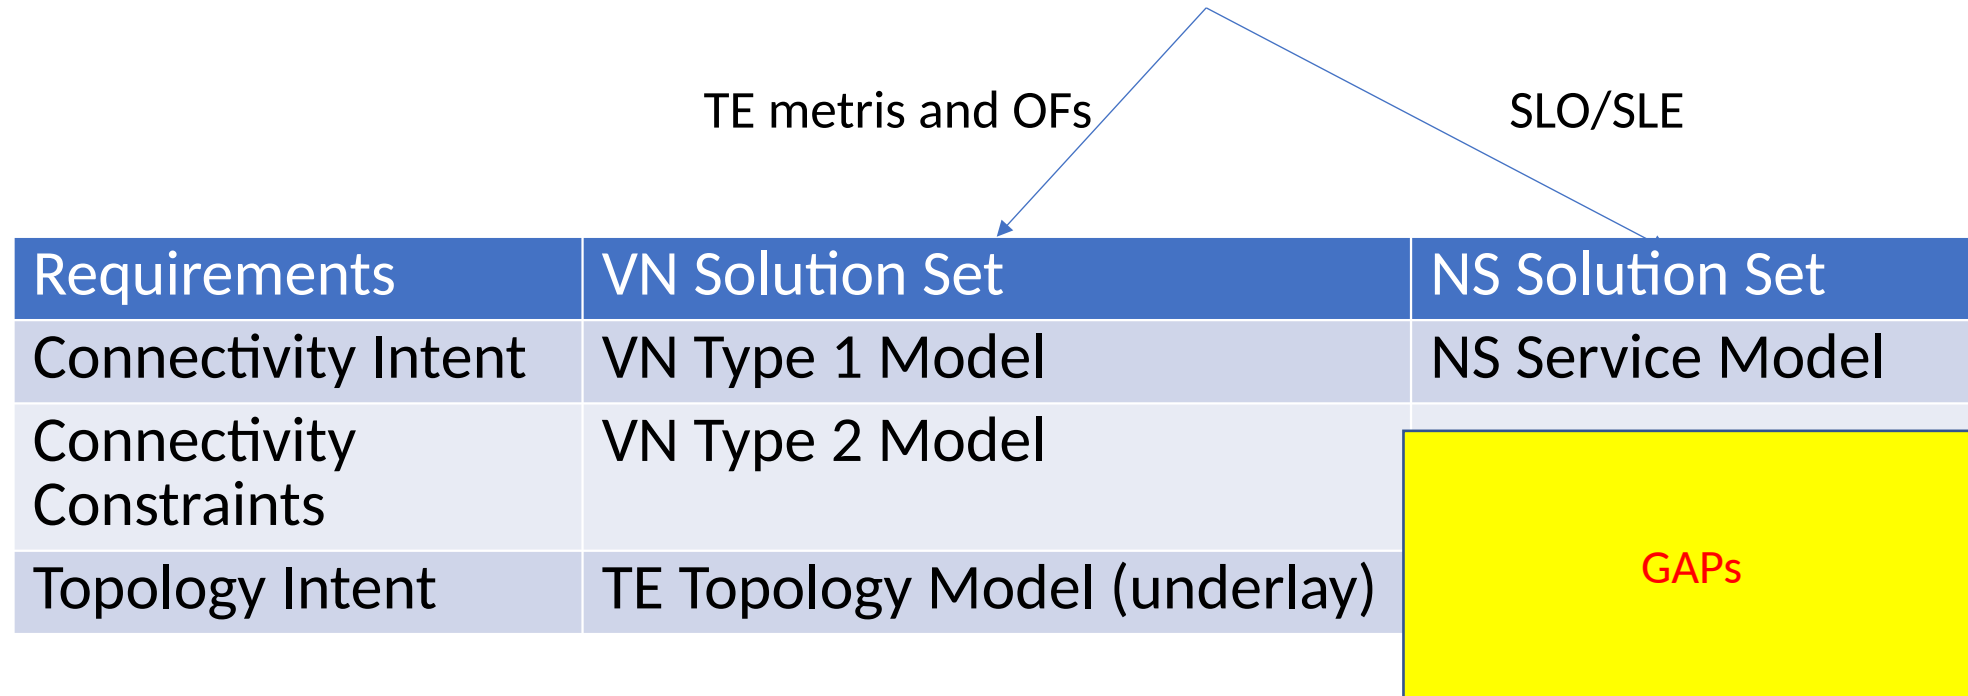 TE metris and OFs
SLO/SLE
Requirements
VN Solution Set
NS Solution Set
Connectivity Intent
VN Type 1 Model
NS Service Model
Connectivity
Constraints
VN Type 2 Model
Topology Intent
TE Topology Model (underlay)
GAPs